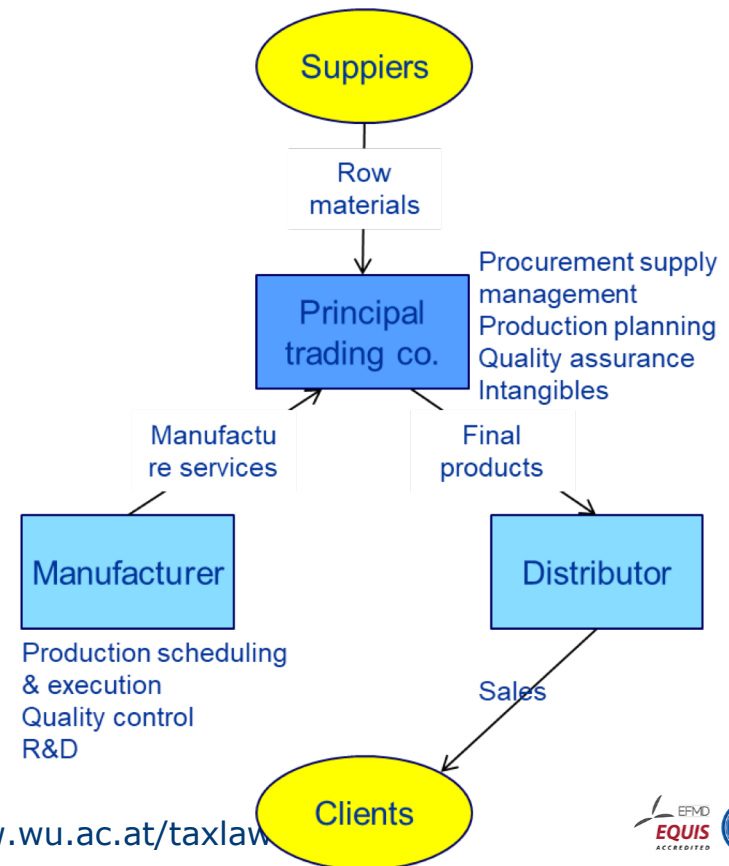 Suppiers
Row
materials
Principal
trading co.
Procurement supply
management
Production planning
Quality assurance
Intangibles
Manufactu
re services
Final
products
Manufacturer
Distributor
Production scheduling
& execution
Quality control
R&D
Sales
Clients
.wu.ac.at/taxlaw
EFMD
EQUIS
ACCREDITED